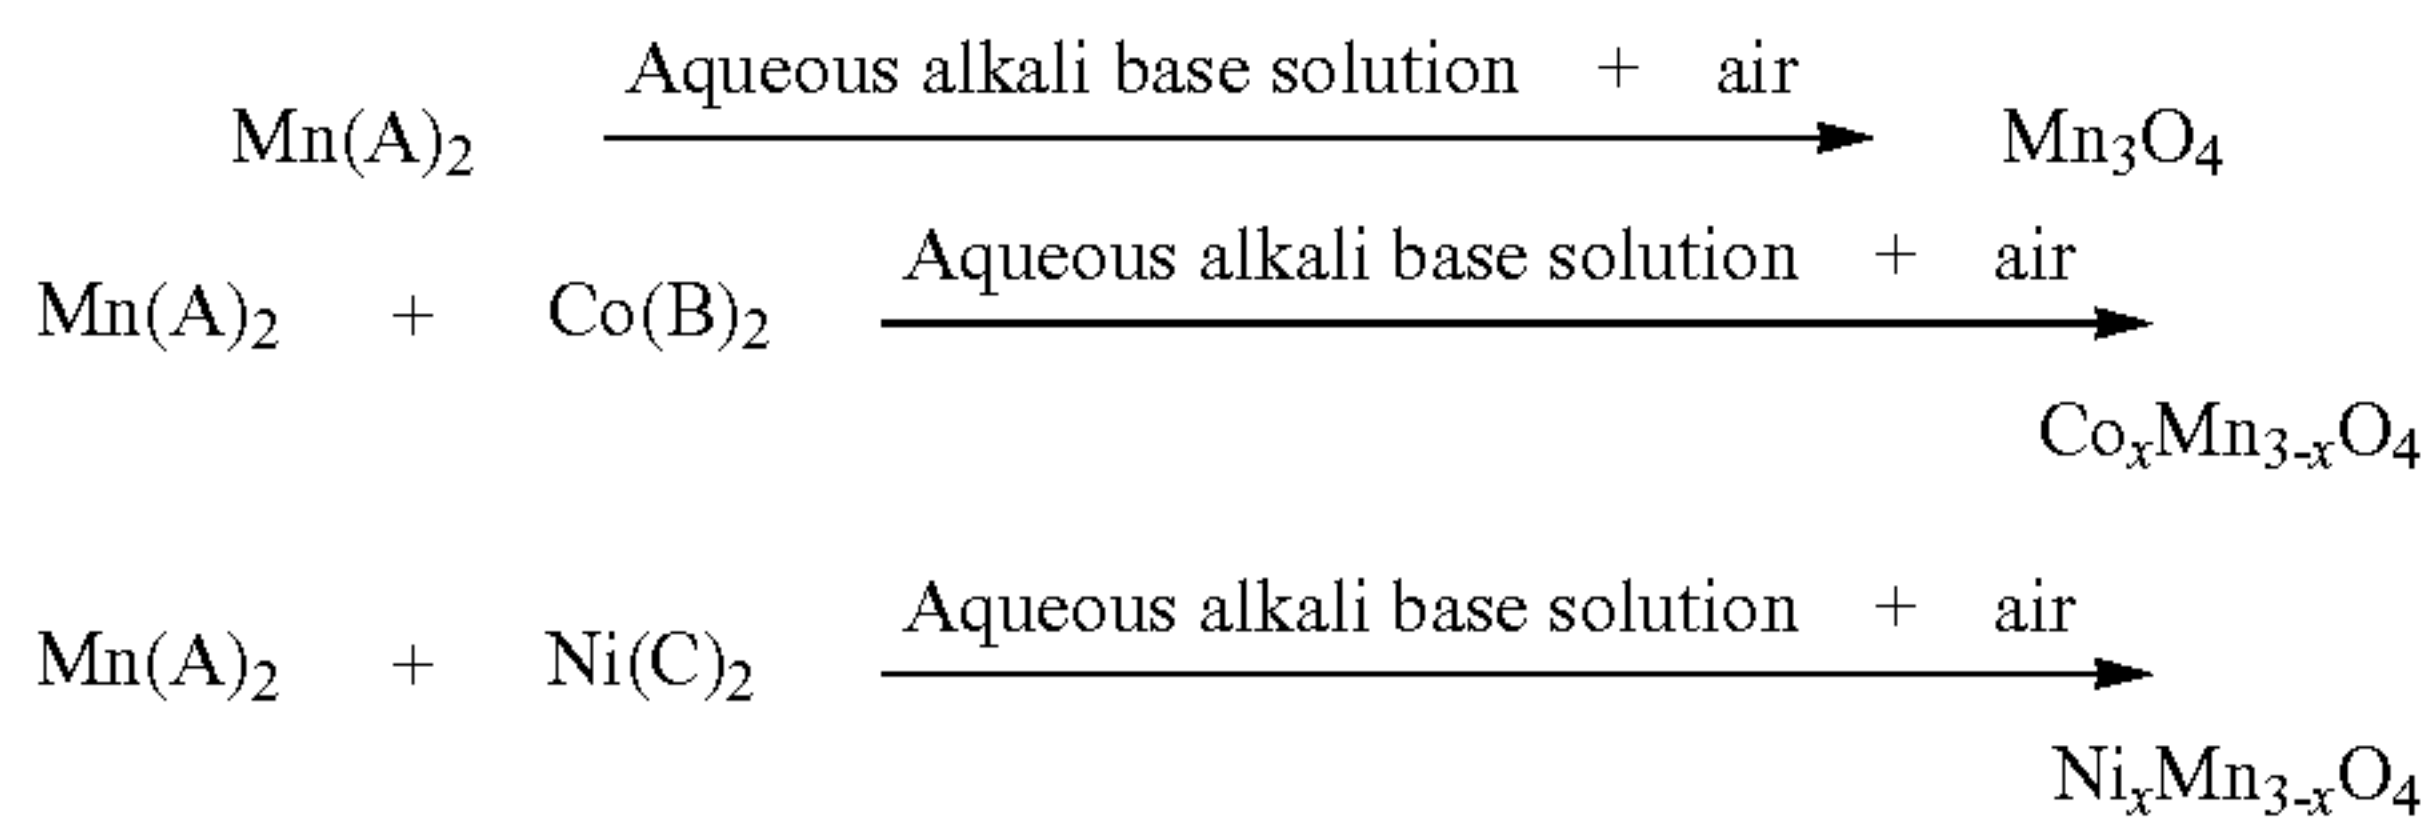 Aqueous alkali base solution + air
Mn(A)2 Mn3O4
Aqueous alkali base solution + air
Mn(A)2 + Co(B)2
CoxMn3-xO4
Aqueous alkali base solution + air
Mn(A)2 + Ni(C)2
NixMn3-xO4